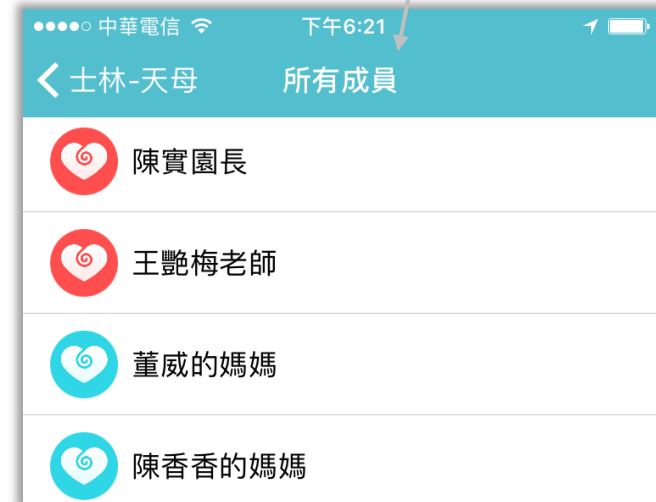 中華電信 下午6:21
士林-天母 所有成員
陳實園長
王艷梅老師
董威的媽媽
陳香香的媽媽